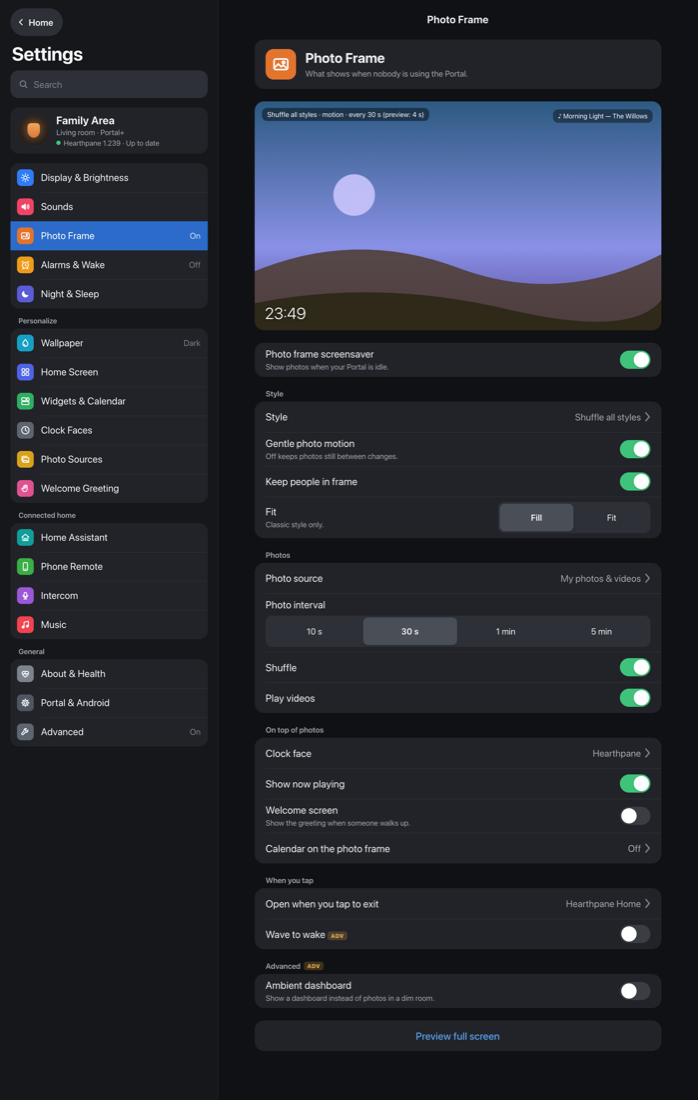 Home
Settings
Search
Family Area
Living room · Portal+
Hearthpane 1.239 · Up to date
Display & Brightness
Sounds
Photo Frame On
Alarms & Wake Off
Night & Sleep
Personalize
Wallpaper Dark
Home Screen
Widgets & Calendar
Clock Faces
Photo Sources
Welcome Greeting
Connected home
Home Assistant
Phone Remote
Intercom
Music
General
About & Health
Portal & Android
Advanced On
Photo Frame
Photo Frame
What shows when nobody is using the Portal.
Shuffle all styles · motion · every 30 s (preview: 4 s)
♪ Morning Light — The Willows
23:49
Photo frame screensaver
Show photos when your Portal is idle.
Style
Style Shuffle all styles
Gentle photo motion
Off keeps photos still between changes.
Keep people in frame
Fit
Classic style only.
Fill Fit
Photos
Photo source My photos & videos
Photo interval
10 s 30 s 1 min 5 min
Shuffle
Play videos
On top of photos
Clock face Hearthpane
Show now playing
Welcome screen
Show the greeting when someone walks up.
Calendar on the photo frame Off
When you tap
Open when you tap to exit Hearthpane Home
Wave to wake ADV
Advanced ADV
Ambient dashboard
Show a dashboard instead of photos in a dim room.
Preview full screen